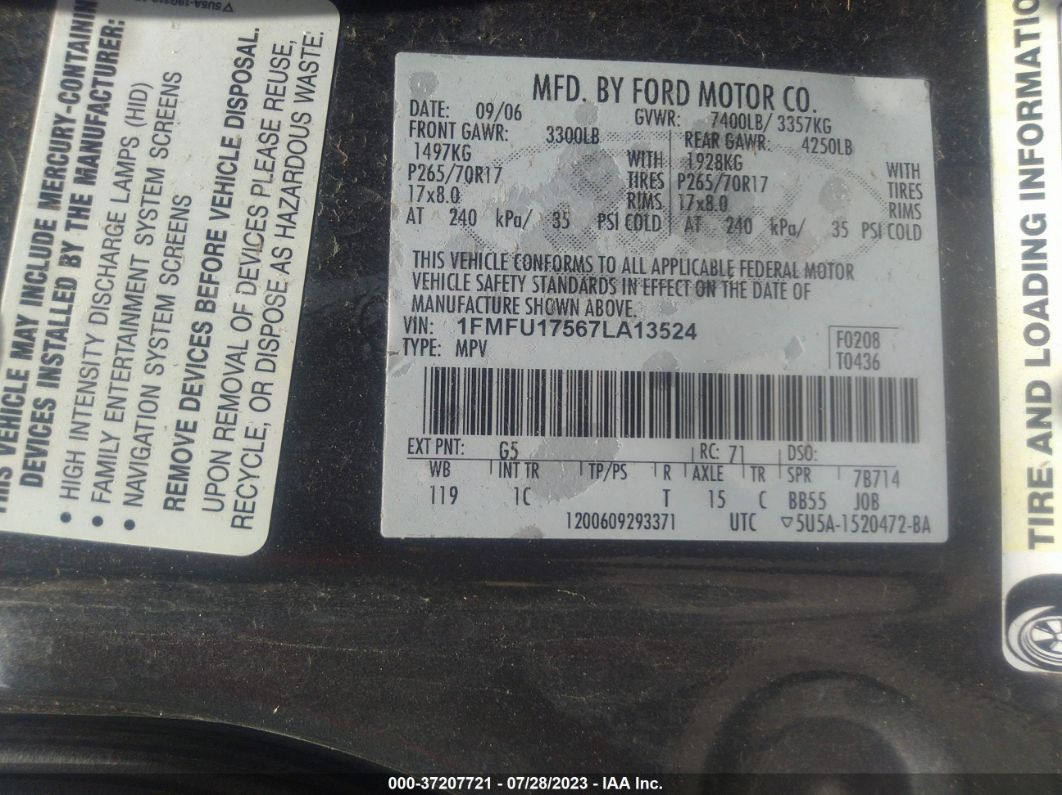 5U5A-19G219-
THIS VEHICLE MAY INCLUDE MERCURY-CONTAINING
DEVICES INSTALLED BY THE MANUFACTURER:
• HIGH INTENSITY DISCHARGE LAMPS (HID)
• FAMILY ENTERTAINMENT SYSTEM SCREENS
• NAVIGATION SYSTEM SCREENS
REMOVE DEVICES BEFORE VEHICLE DISPOSAL.
UPON REMOVAL OF DEVICES PLEASE REUSE,
RECYCLE, OR DISPOSE AS HAZARDOUS WASTE.
MFD. BY FORD MOTOR CO.
DATE: 09/06 GVWR: 7400LB/ 3357KG
FRONT GAWR: 3300LB REAR GAWR: 4250LB
1497KG WITH 1928KG WITH
P265/70R17 TIRES P265/70R17 TIRES
17x8.0 RIMS 17x8.0 RIMS
AT 240 kPa/ 35 PSI COLD AT 240 kPa/ 35 PSI COLD
THIS VEHICLE CONFORMS TO ALL APPLICABLE FEDERAL MOTOR
VEHICLE SAFETY STANDARDS IN EFFECT ON THE DATE OF
MANUFACTURE SHOWN ABOVE.
VIN: 1FMFU17567LA13524
TYPE: MPV
F0208
T0436
EXT PNT: G5 RC: 71 DSO:
WB INT TR TP/PS R AXLE TR SPR 7B714
119 1C T 15 C BB55 JOB
1200609293371 UTC ▽5U5A-1520472-BA
TIRE AND LOADING INFORMATIO
000-37207721 - 07/28/2023 - IAA Inc.